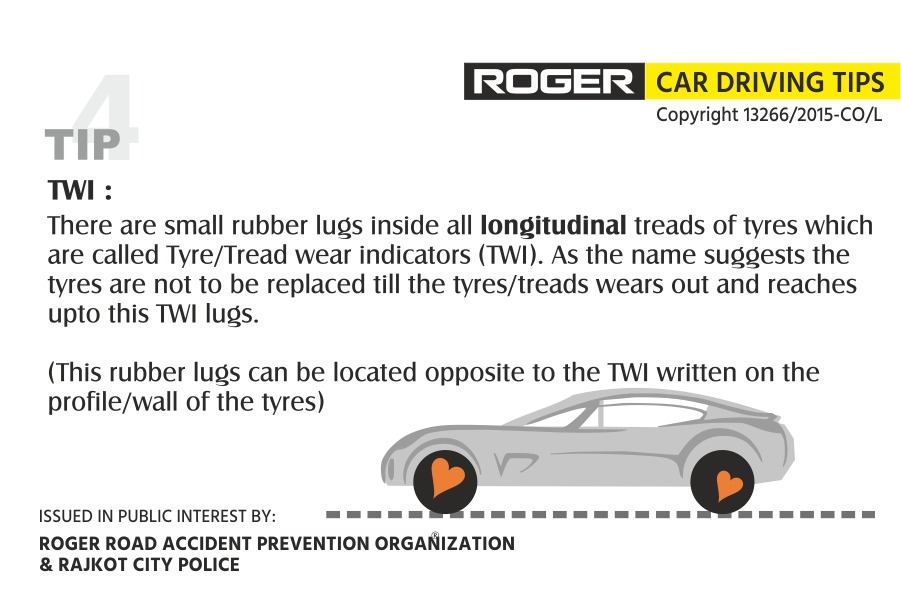 ROGER CAR DRIVING TIPS
Copyright 13266/2015-CO/L
TIP 4
TWI :
There are small rubber lugs inside all longitudinal treads of tyres which
are called Tyre/Tread wear indicators (TWI). As the name suggests the
tyres are not to be replaced till the tyres/treads wears out and reaches
upto this TWI lugs.
(This rubber lugs can be located opposite to the TWI written on the
profile/wall of the tyres)
ISSUED IN PUBLIC INTEREST BY:
ROGER ROAD ACCIDENT PREVENTION ORGANIZATION
®
& RAJKOT CITY POLICE